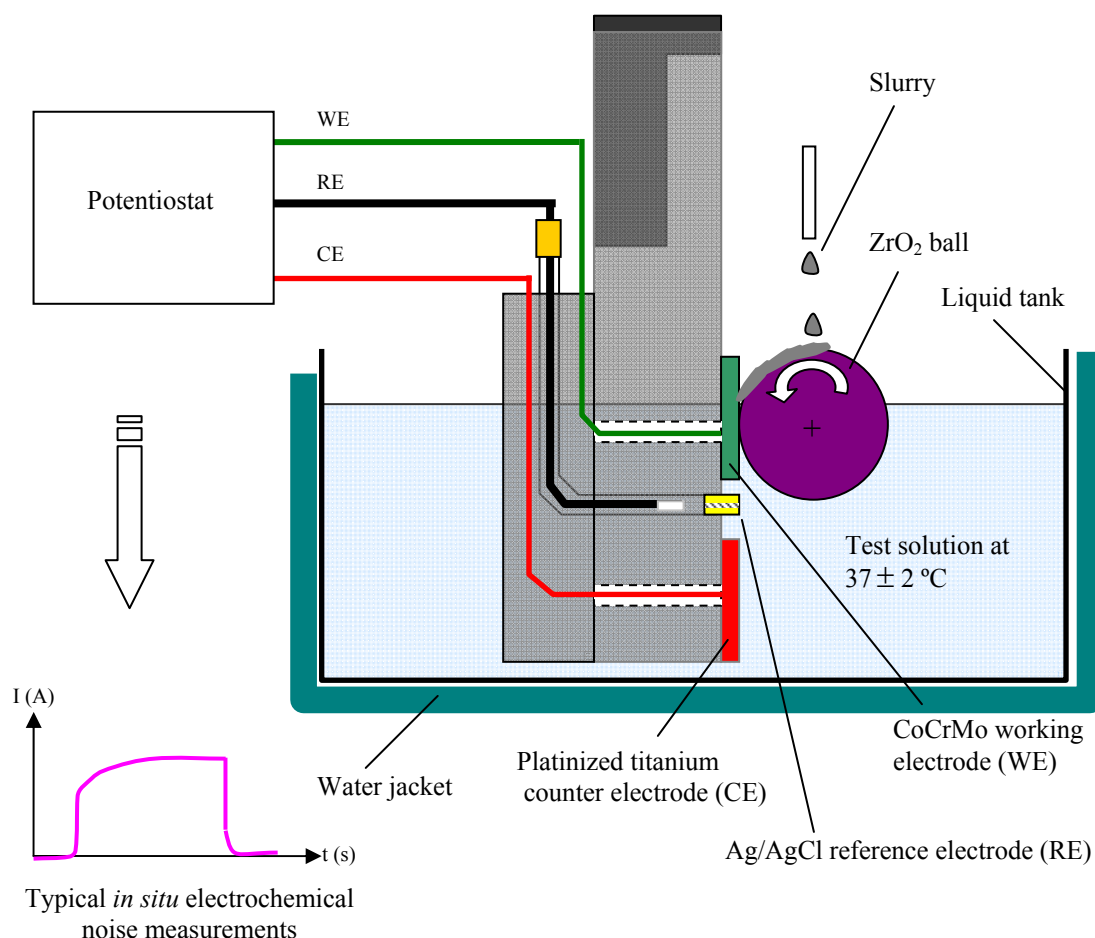 Slurry
WE
ZrO₂ ball
RE
Potentiostat
CE
Liquid tank
Test solution at
37 ± 2 ºC
I (A)
CoCrMo working
electrode (WE)
Platinized titanium
counter electrode (CE)
Water jacket
t (s)
Ag/AgCl reference electrode (RE)
Typical in situ electrochemical
noise measurements